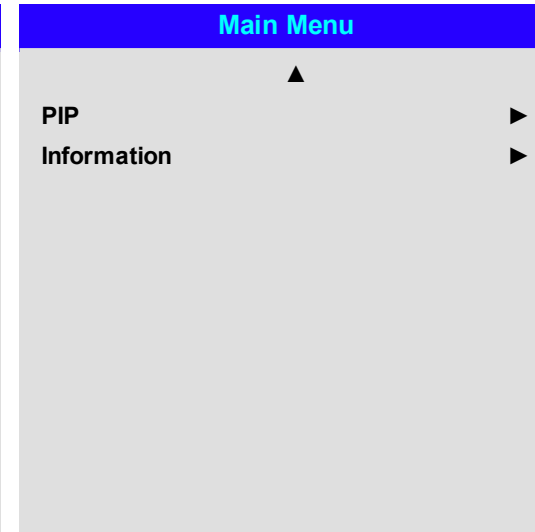 Main Menu
▲
PIP ►
Information ►